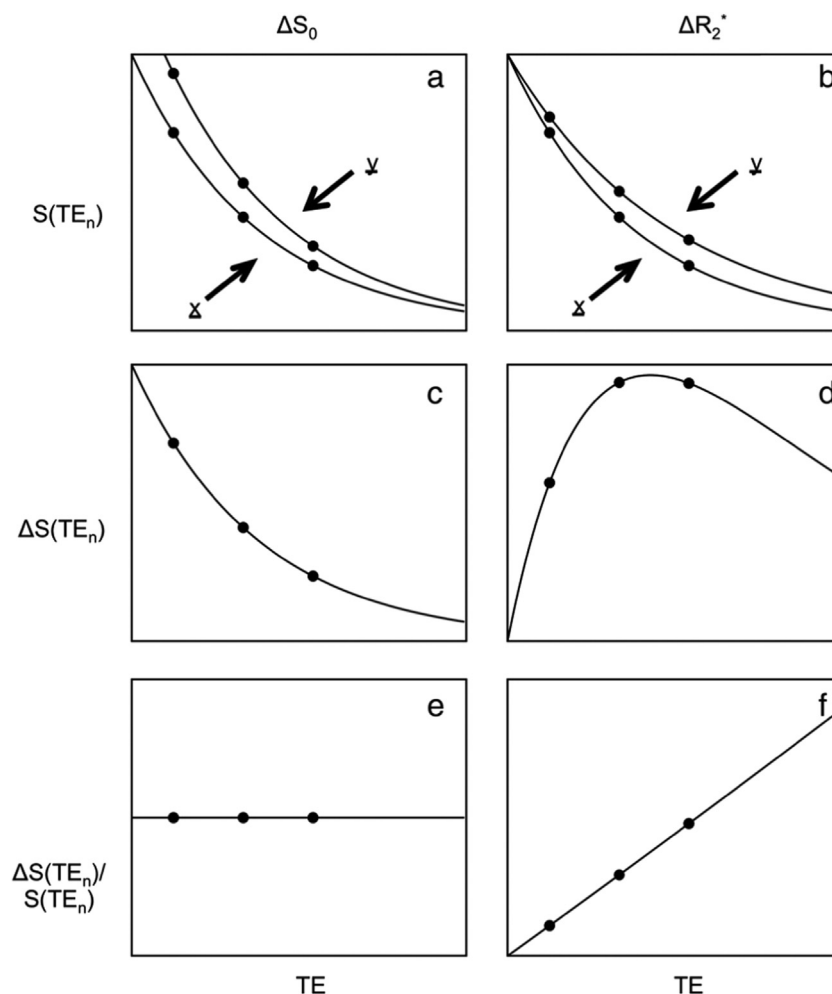 ΔS₀
ΔR₂*
a
b
S(TEₙ)
y
x
y
x
c
d
ΔS(TEₙ)
e
f
ΔS(TEₙ)/
S(TEₙ)
TE
TE